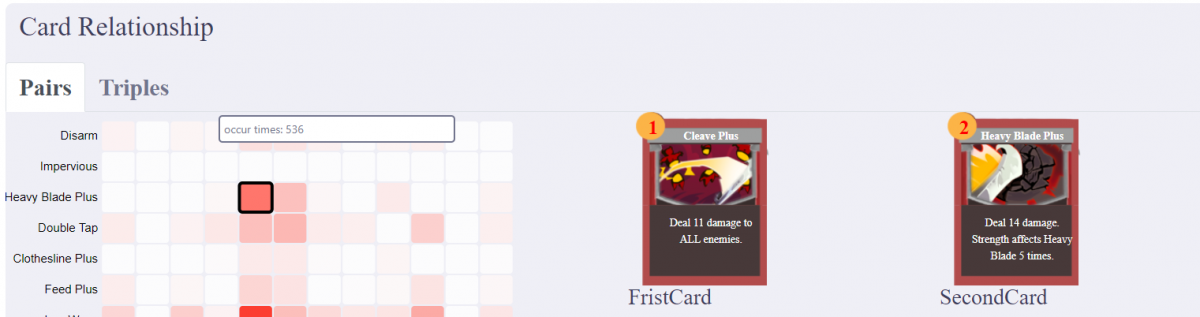 Card Relationship
Pairs
Triples
occur times: 536
Disarm
Impervious
Heavy Blade Plus
Double Tap
Clothesline Plus
Feed Plus
1
Cleave Plus
Deal 11 damage to
ALL enemies.
FristCard
2
Heavy Blade Plus
Deal 14 damage.
Strength affects Heavy
Blade 5 times.
SecondCard